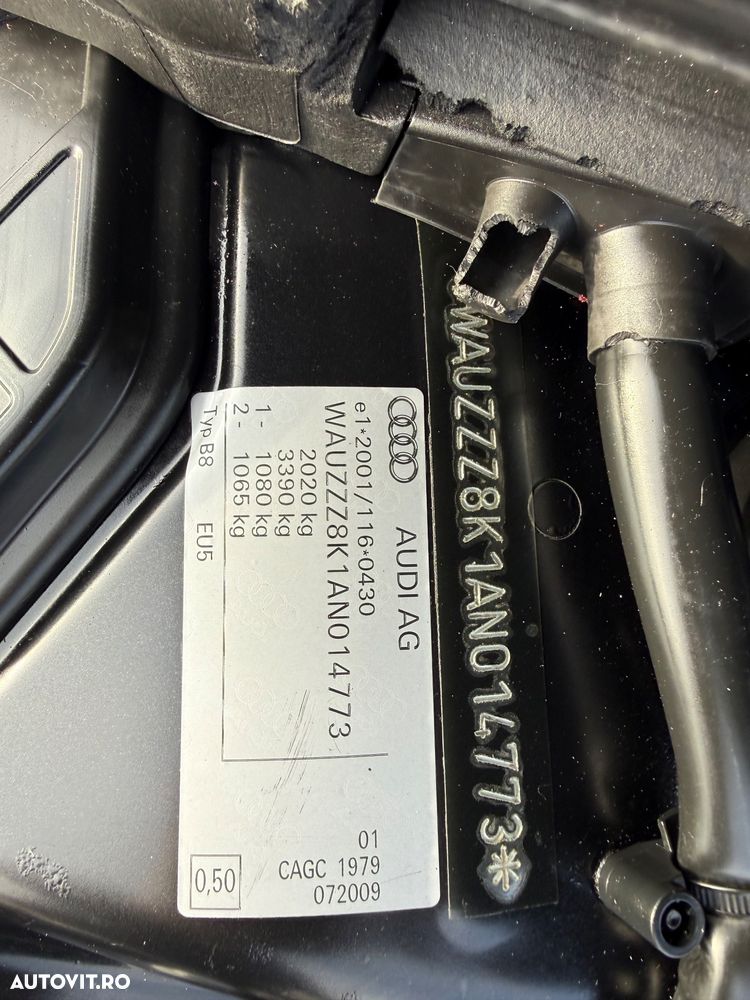 AUDI AG
e1*2001/116*0430
WAUZZZ8K1AN014773
2020 kg
3390 kg
1 - 1080 kg
2 - 1065 kg
Typ B8 EU5
01
CAGC 1979
072009
0,50
WAUZZZ8K1AN014773*
AUTOVIT.RO